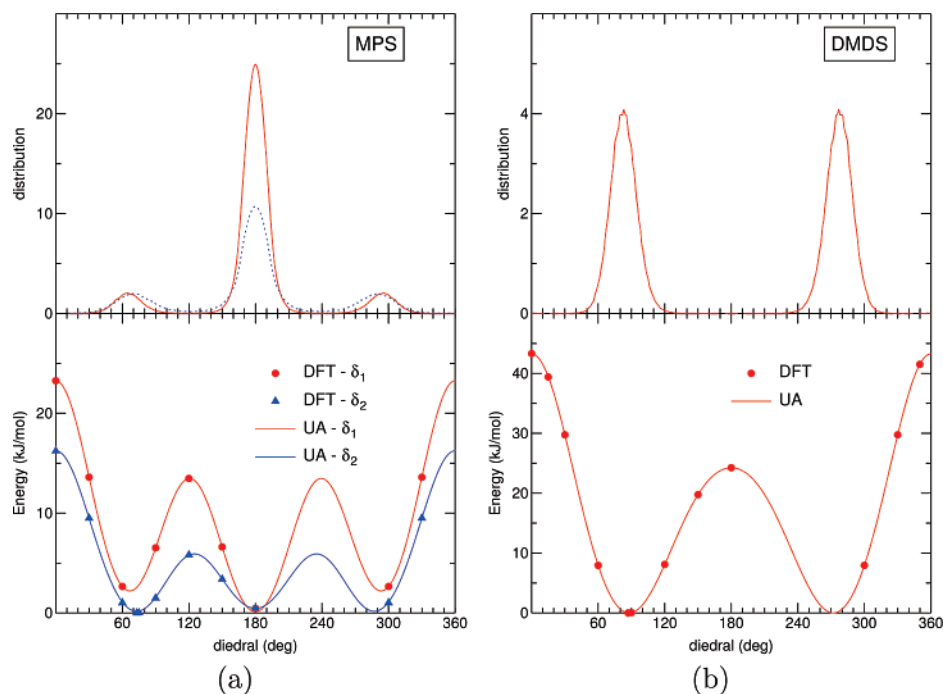 MPS
distribution
20
10
0
DFT - δ1
DFT - δ2
UA - δ1
UA - δ2
Energy (kJ/mol)
20
10
0
60 120 180 240 300 360
diedral (deg)
(a)
DMDS
distribution
4
2
0
DFT
UA
Energy (kJ/mol)
40
30
20
10
0
60 120 180 240 300 360
diedral (deg)
(b)